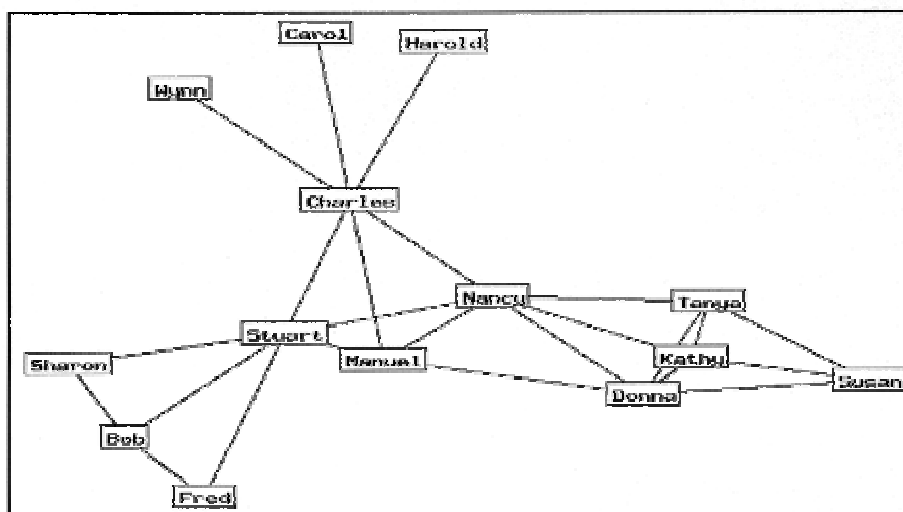 Carol
Harold
Wynn
Charles
Nancy
Tanya
Stuart
Manuel
Kathy
Sharon
Susan
Donna
Bob
Fred